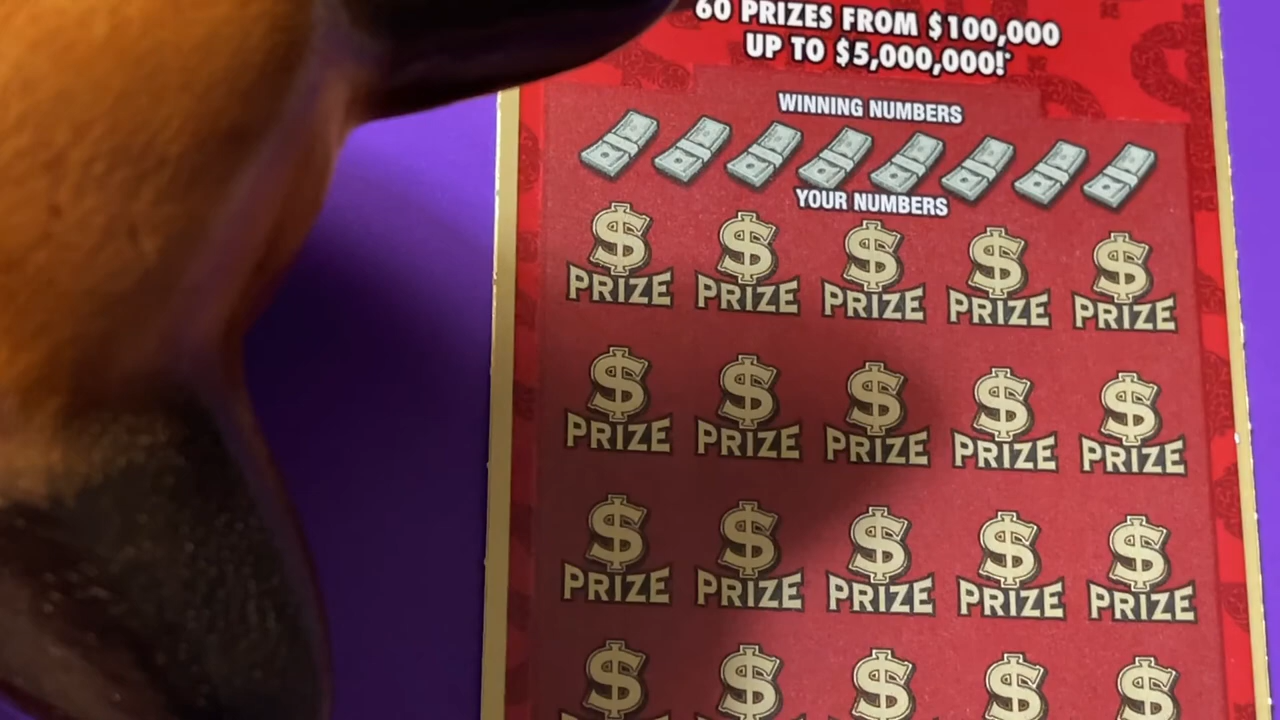 60 PRIZES FROM $100,000
UP TO $5,000,000!*
WINNING NUMBERS
YOUR NUMBERS
$ $ $ $ $
PRIZE PRIZE PRIZE PRIZE PRIZE
$ $ $ $ $
PRIZE PRIZE PRIZE PRIZE PRIZE
$ $ $ $ $
PRIZE PRIZE PRIZE PRIZE PRIZE
$ $ $ $ $